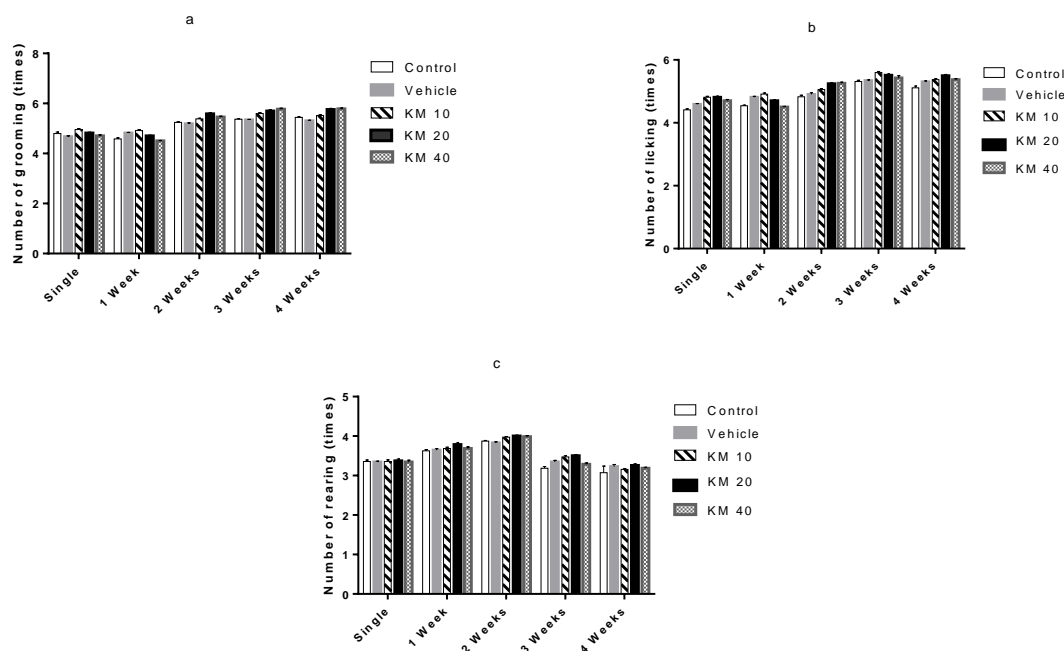 a
Number of grooming (times)
8
6
4
2
0
Single
1 Week
2 Weeks
3 Weeks
4 Weeks
Control
Vehicle
KM 10
KM 20
KM 40
b
Number of licking (times)
6
4
2
0
Single
1 Week
2 Weeks
3 Weeks
4 Weeks
Control
Vehicle
KM 10
KM 20
KM 40
c
Number of rearing (times)
5
4
3
2
1
0
Single
1 Week
2 Weeks
3 Weeks
4 Weeks
Control
Vehicle
KM 10
KM 20
KM 40